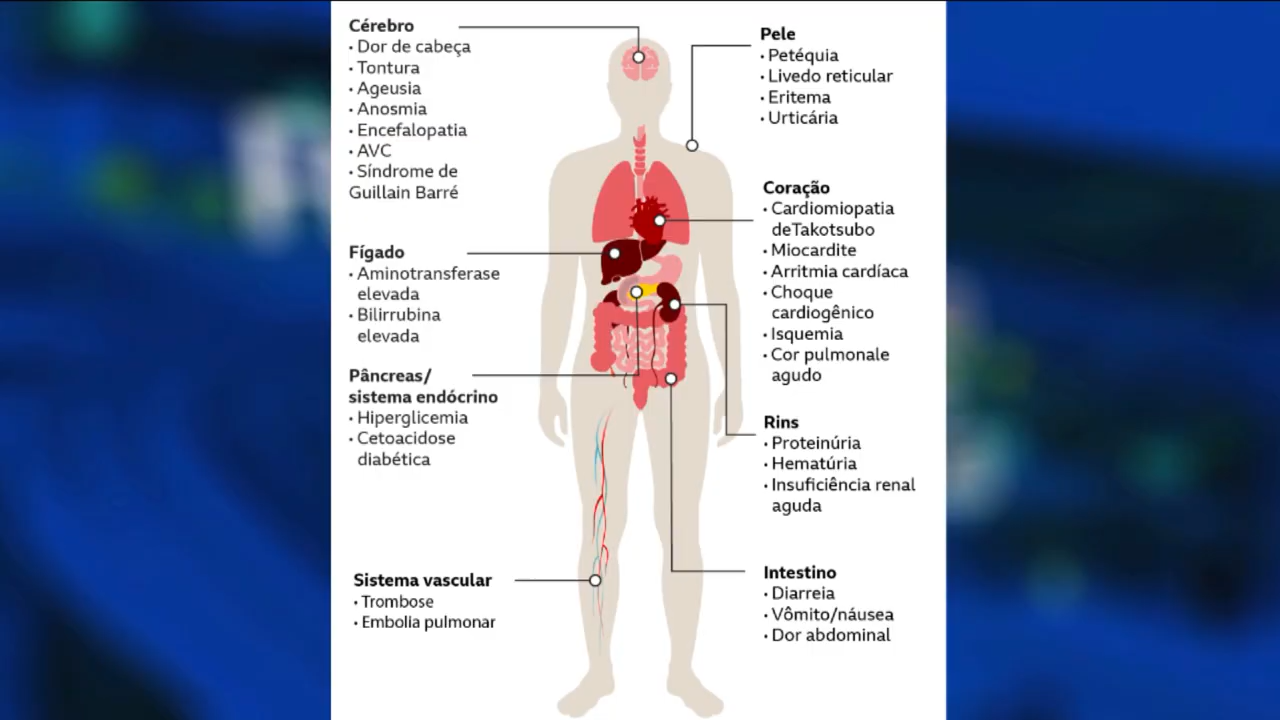 Cérebro
· Dor de cabeça
· Tontura
· Ageusia
· Anosmia
· Encefalopatia
· AVC
· Síndrome de
Guillain Barré
Fígado
· Aminotransferase
elevada
· Bilirrubina
elevada
Pâncreas/
sistema endócrino
· Hiperglicemia
· Cetoacidose
diabética
Sistema vascular
· Trombose
· Embolia pulmonar
Pele
· Petéquia
· Livedo reticular
· Eritema
· Urticária
Coração
· Cardiomiopatia
deTakotsubo
· Miocardite
· Arritmia cardíaca
· Choque
cardiogênico
· Isquemia
· Cor pulmonale
agudo
Rins
· Proteinúria
· Hematúria
· Insuficiência renal
aguda
Intestino
· Diarreia
· Vômito/náusea
· Dor abdominal